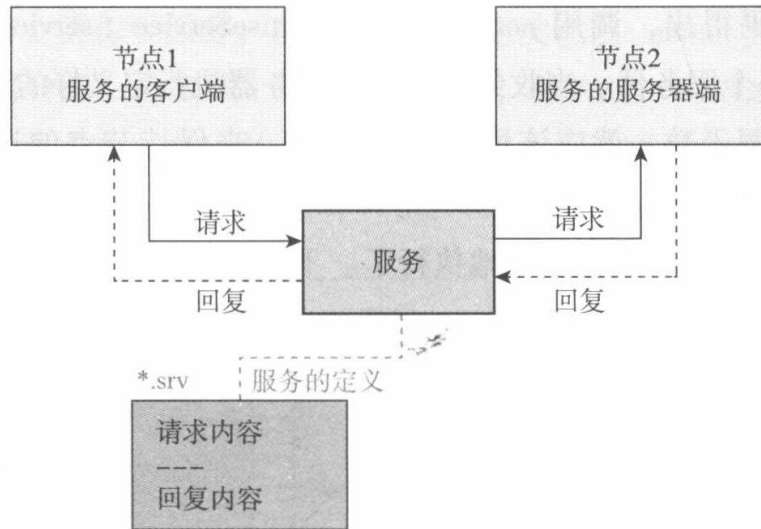 节点1
服务的客户端
节点2
服务的服务器端
请求
请求
服务
回复
回复
*.srv
服务的定义
请求内容
---
回复内容